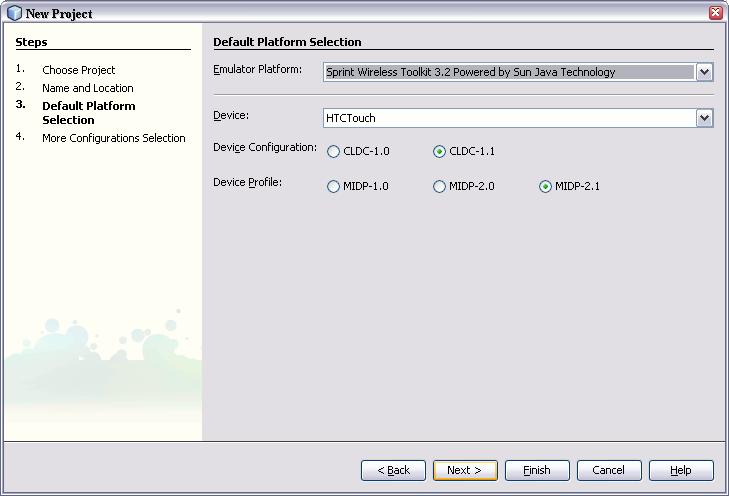 New Project
Steps
1. Choose Project
2. Name and Location
3. Default Platform
Selection
4. More Configurations Selection
Default Platform Selection
Emulator Platform: Sprint Wireless Toolkit 3.2 Powered by Sun Java Technology
Device: HTCTouch
Device Configuration: CLDC-1.0 CLDC-1.1
Device Profile: MIDP-1.0 MIDP-2.0 MIDP-2.1
< Back Next > Finish Cancel Help